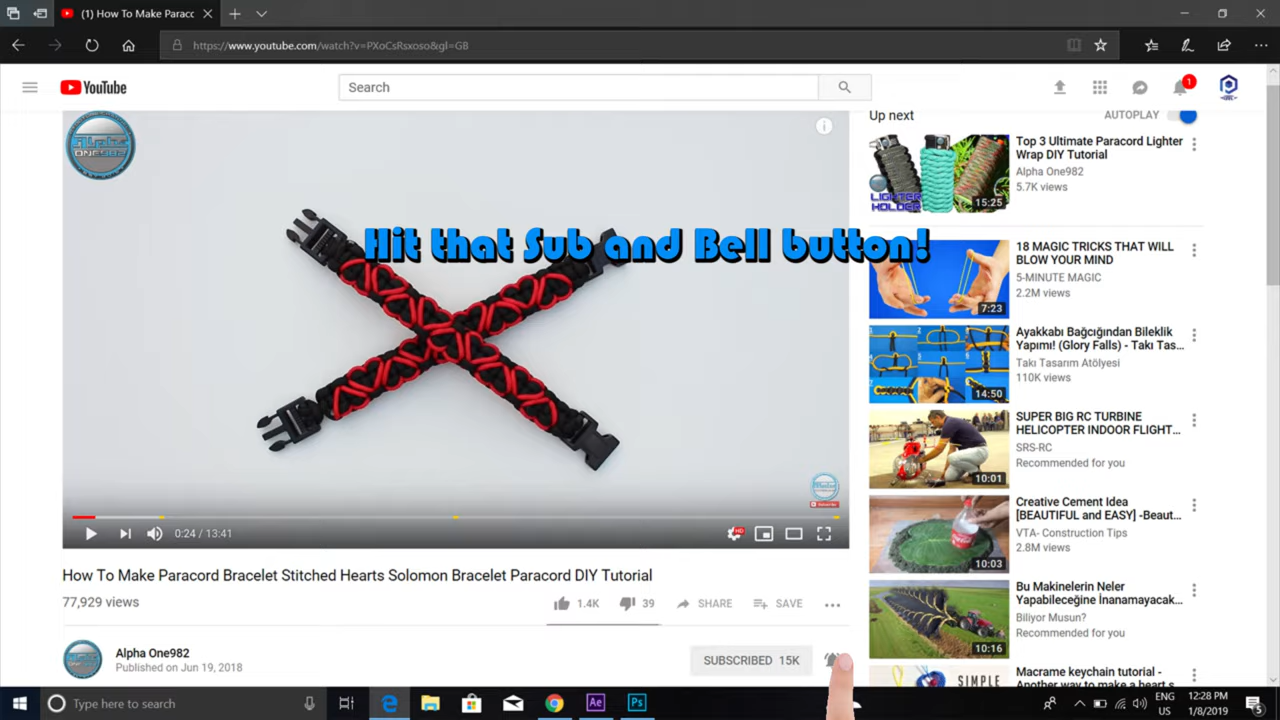 (1) How To Make Paracc
https://www.youtube.com/watch?v=PXoCsRsxoso&gl=GB
YouTube
Search
1
Hit that Sub and Bell button!
0:24 / 13:41
HD
How To Make Paracord Bracelet Stitched Hearts Solomon Bracelet Paracord DIY Tutorial
77,929 views
1.4K
39
SHARE
SAVE
Alpha One982
Published on Jun 19, 2018
SUBSCRIBED 15K
Up next
AUTOPLAY
LIGHTER
HOLDER
15:25
Top 3 Ultimate Paracord Lighter
Wrap DIY Tutorial
Alpha One982
5.7K views
7:23
18 MAGIC TRICKS THAT WILL
BLOW YOUR MIND
5-MINUTE MAGIC
2.2M views
14:50
Ayakkabı Bağcığından Bileklik
Yapımı! (Glory Falls) - Takı Tas...
Takı Tasarım Atölyesi
110K views
10:01
SUPER BIG RC TURBINE
HELICOPTER INDOOR FLIGHT...
SRS-RC
Recommended for you
10:03
Creative Cement Idea
[BEAUTIFUL and EASY] -Beaut...
VTA- Construction Tips
2.8M views
10:16
Bu Makinelerin Neler
Yapabileceğine İnanamayacak...
Biliyor Musun?
Recommended for you
SIMPLE
Macrame keychain tutorial -
Type here to search
Ae
Ps
ENG
US
12:28 PM
1/8/2019
5